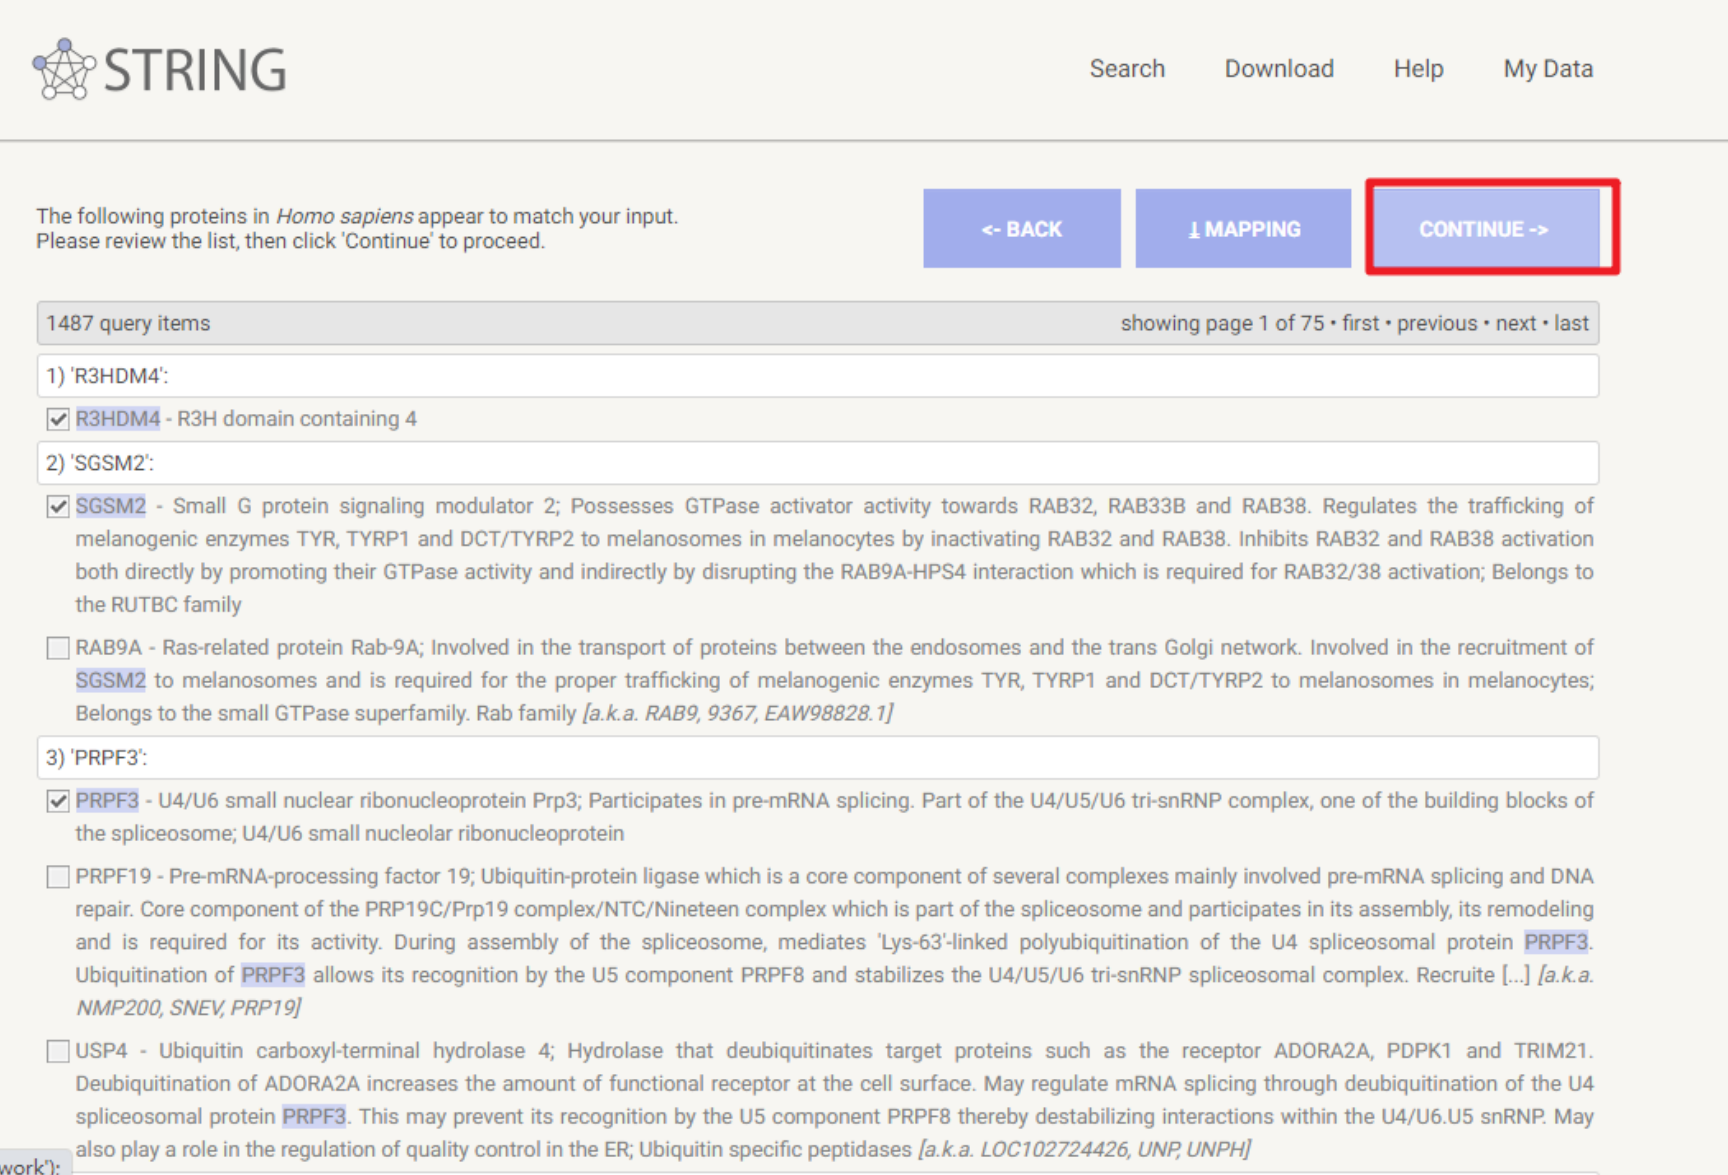 STRING
Search Download Help My Data
The following proteins in Homo sapiens appear to match your input.
Please review the list, then click 'Continue' to proceed.
<- BACK
⤓ MAPPING
CONTINUE ->
1487 query items showing page 1 of 75 • first • previous • next • last
1) 'R3HDM4':
R3HDM4 - R3H domain containing 4
2) 'SGSM2':
SGSM2 - Small G protein signaling modulator 2; Possesses GTPase activator activity towards RAB32, RAB33B and RAB38. Regulates the trafficking of
melanogenic enzymes TYR, TYRP1 and DCT/TYRP2 to melanosomes in melanocytes by inactivating RAB32 and RAB38. Inhibits RAB32 and RAB38 activation
both directly by promoting their GTPase activity and indirectly by disrupting the RAB9A-HPS4 interaction which is required for RAB32/38 activation; Belongs to
the RUTBC family
RAB9A - Ras-related protein Rab-9A; Involved in the transport of proteins between the endosomes and the trans Golgi network. Involved in the recruitment of
SGSM2 to melanosomes and is required for the proper trafficking of melanogenic enzymes TYR, TYRP1 and DCT/TYRP2 to melanosomes in melanocytes;
Belongs to the small GTPase superfamily. Rab family [a.k.a. RAB9, 9367, EAW98828.1]
3) 'PRPF3':
PRPF3 - U4/U6 small nuclear ribonucleoprotein Prp3; Participates in pre-mRNA splicing. Part of the U4/U5/U6 tri-snRNP complex, one of the building blocks of
the spliceosome; U4/U6 small nucleolar ribonucleoprotein
PRPF19 - Pre-mRNA-processing factor 19; Ubiquitin-protein ligase which is a core component of several complexes mainly involved pre-mRNA splicing and DNA
repair. Core component of the PRP19C/Prp19 complex/NTC/Nineteen complex which is part of the spliceosome and participates in its assembly, its remodeling
and is required for its activity. During assembly of the spliceosome, mediates 'Lys-63'-linked polyubiquitination of the U4 spliceosomal protein PRPF3.
Ubiquitination of PRPF3 allows its recognition by the U5 component PRPF8 and stabilizes the U4/U5/U6 tri-snRNP spliceosomal complex. Recruite [...] [a.k.a.
NMP200, SNEV, PRP19]
USP4 - Ubiquitin carboxyl-terminal hydrolase 4; Hydrolase that deubiquitinates target proteins such as the receptor ADORA2A, PDPK1 and TRIM21.
Deubiquitination of ADORA2A increases the amount of functional receptor at the cell surface. May regulate mRNA splicing through deubiquitination of the U4
spliceosomal protein PRPF3. This may prevent its recognition by the U5 component PRPF8 thereby destabilizing interactions within the U4/U6.U5 snRNP. May
also play a role in the regulation of quality control in the ER; Ubiquitin specific peptidases [a.k.a. LOC102724426, UNP, UNPH]
work');